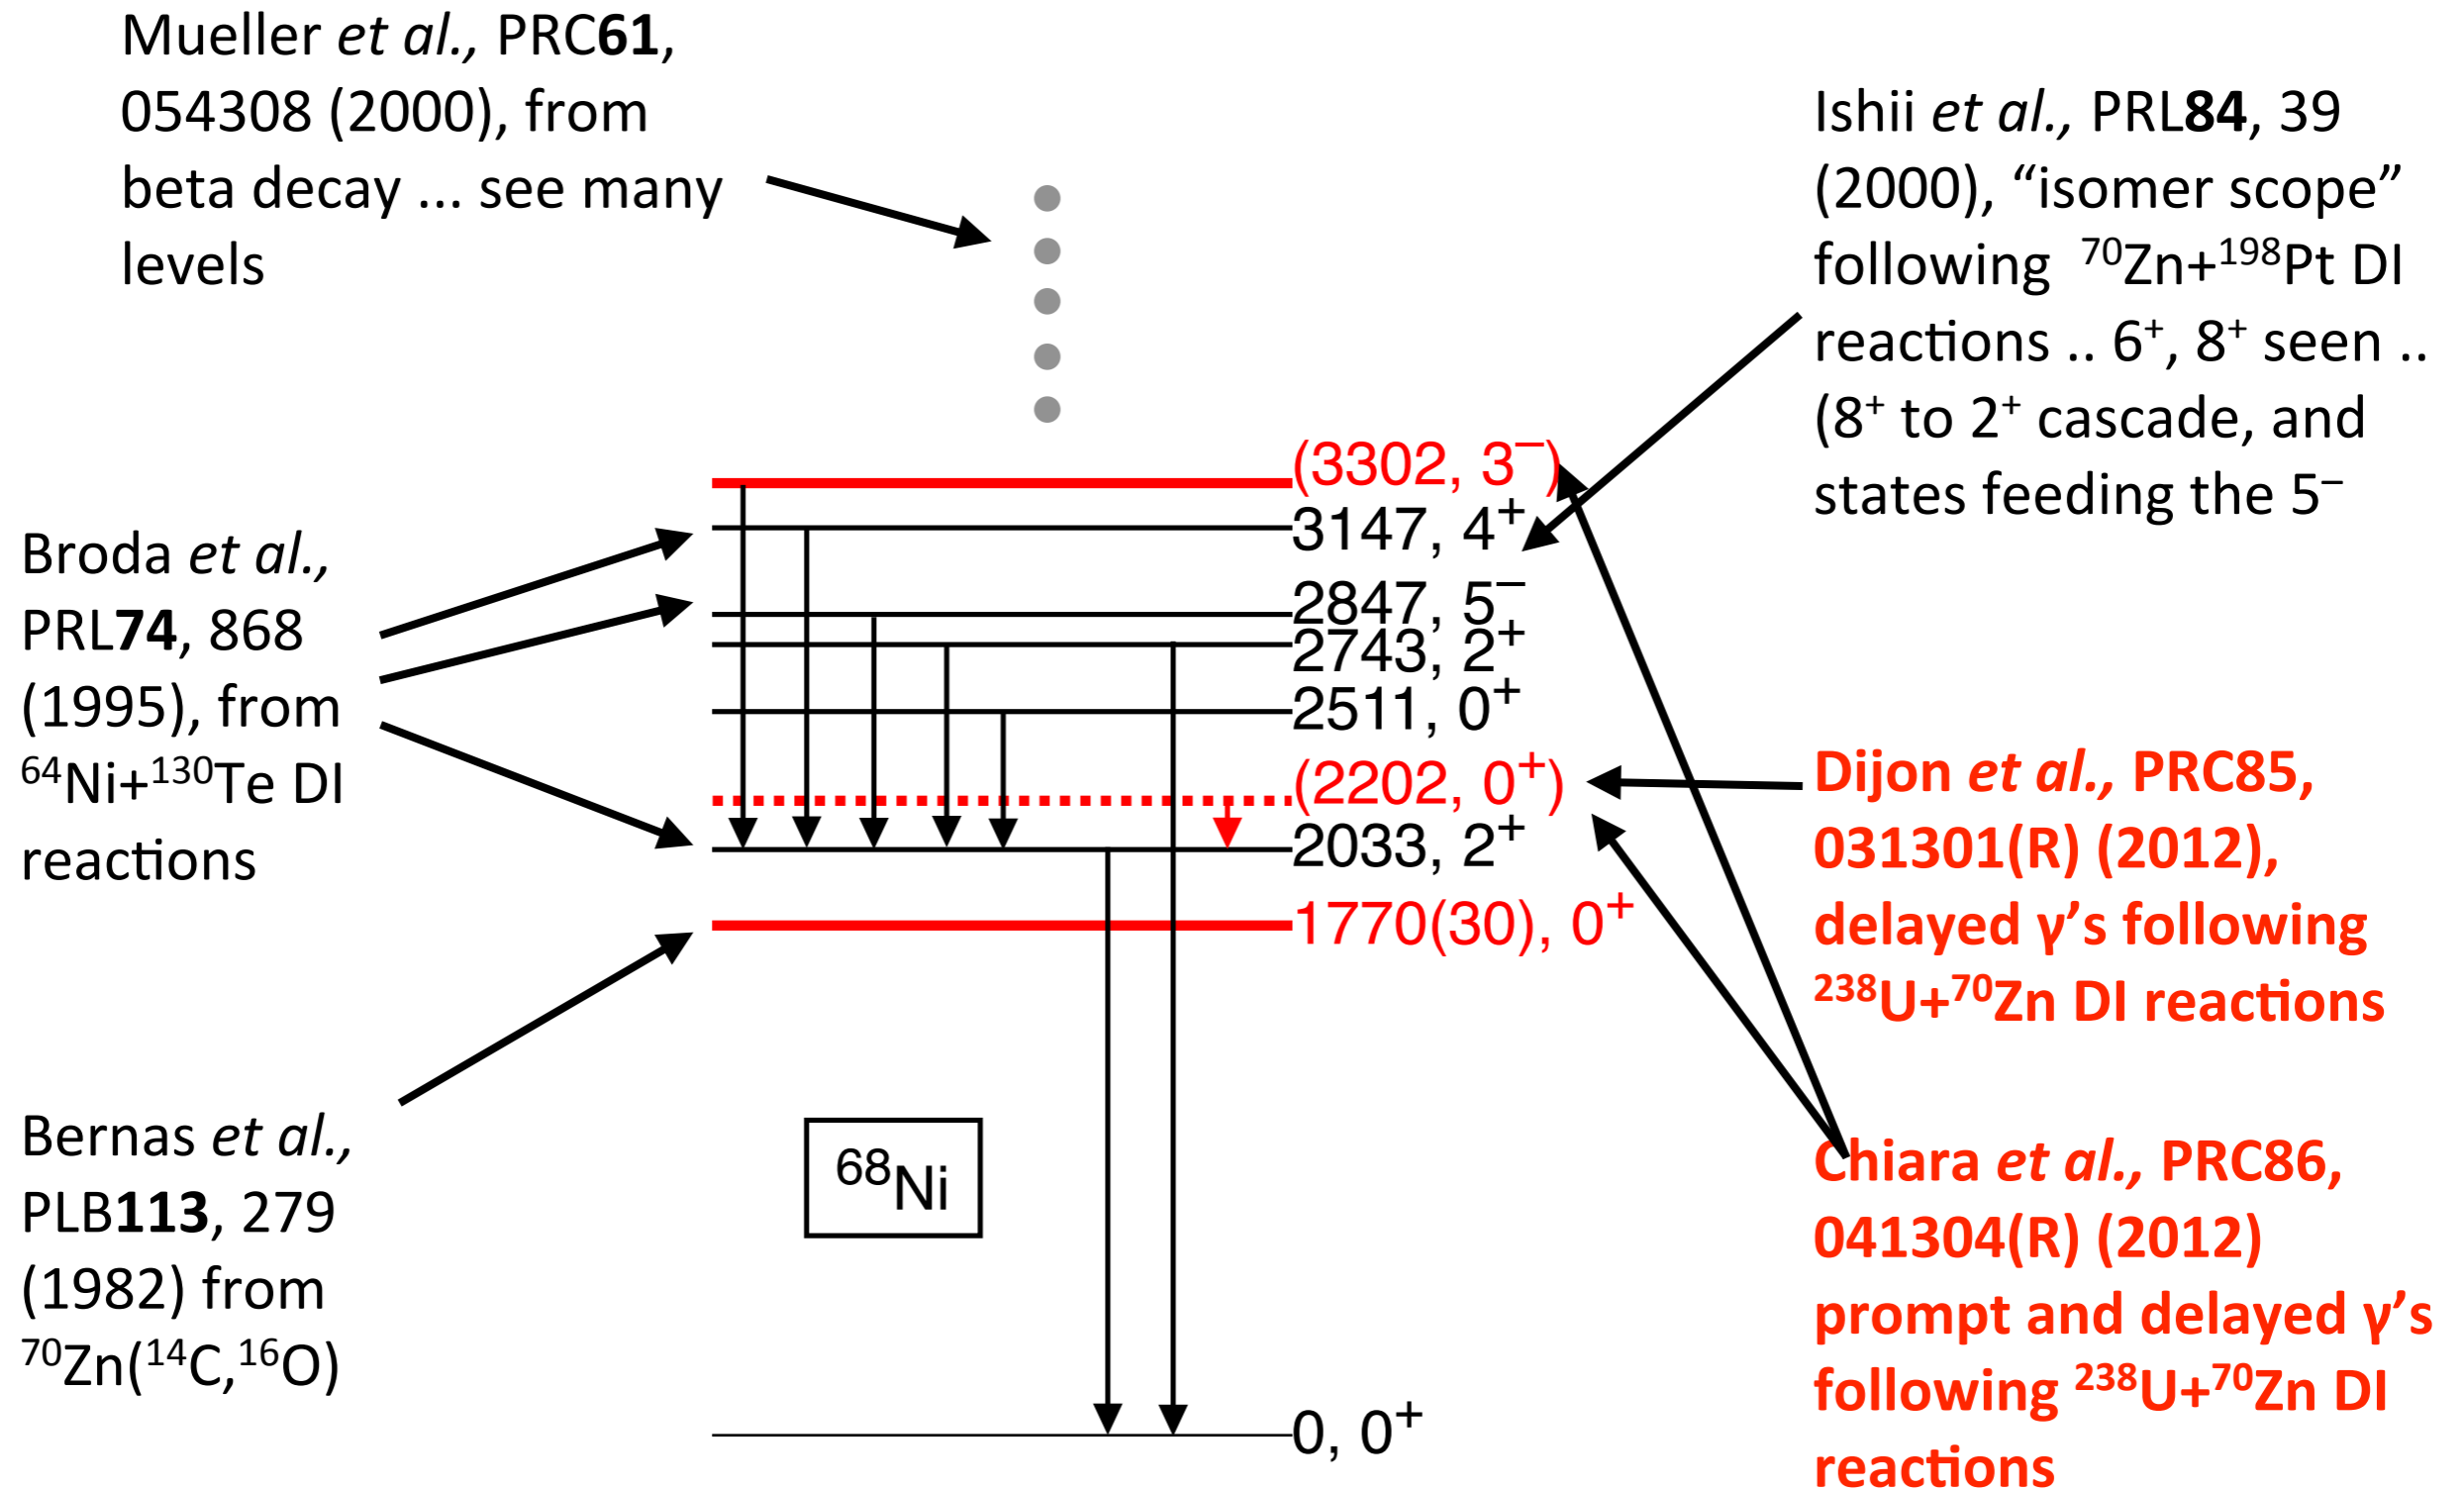 Mueller et al., PRC61,
054308 (2000), from
beta decay ... see many
levels
Ishii et al., PRL84, 39
(2000), “isomer scope”
following ⁷⁰Zn+¹⁹⁸Pt DI
reactions .. 6⁺, 8⁺ seen ..
(8⁺ to 2⁺ cascade, and
states feeding the 5⁻
Broda et al.,
PRL74, 868
(1995), from
⁶⁴Ni+¹³⁰Te DI
reactions
(3302, 3⁻)
3147, 4⁺
2847, 5⁻
2743, 2⁺
2511, 0⁺
(2202, 0⁺)
2033, 2⁺
1770(30), 0⁺
0, 0⁺
Dijon et al., PRC85,
031301(R) (2012),
delayed γ’s following
²³⁸U+⁷⁰Zn DI reactions
Bernas et al.,
PLB113, 279
(1982) from
⁷⁰Zn(¹⁴C,¹⁶O)
⁶⁸Ni
Chiara et al., PRC86,
041304(R) (2012)
prompt and delayed γ’s
following ²³⁸U+⁷⁰Zn DI
reactions